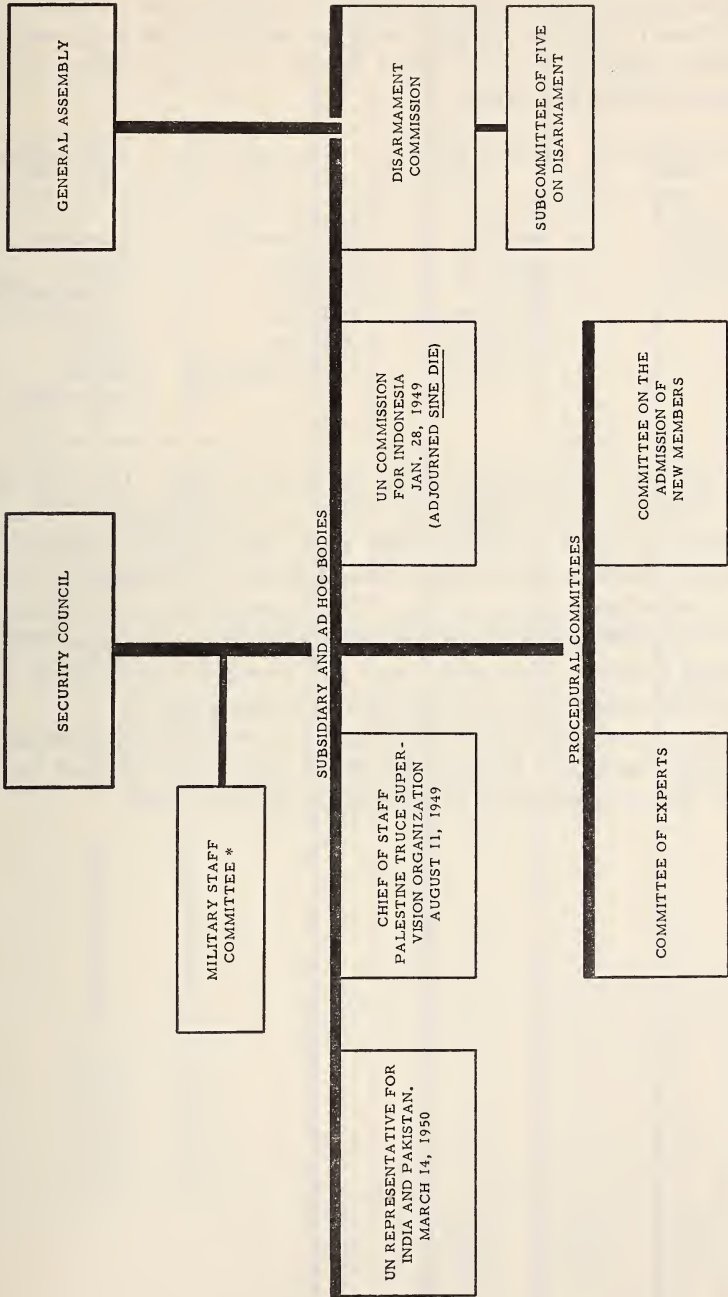 GENERAL ASSEMBLY
SECURITY COUNCIL
MILITARY STAFF
COMMITTEE *
SUBSIDIARY AND AD HOC BODIES
UN REPRESENTATIVE FOR
INDIA AND PAKISTAN.
MARCH 14, 1950
CHIEF OF STAFF
PALESTINE TRUCE SUPER-
VISION ORGANIZATION
AUGUST 11, 1949
UN COMMISSION
FOR INDONESIA
JAN. 28, 1949
(ADJOURNED SINE DIE)
DISARMAMENT
COMMISSION
SUBCOMMITTEE OF FIVE
ON DISARMAMENT
PROCEDURAL COMMITTEES
COMMITTEE OF EXPERTS
COMMITTEE ON THE
ADMISSION OF
NEW MEMBERS